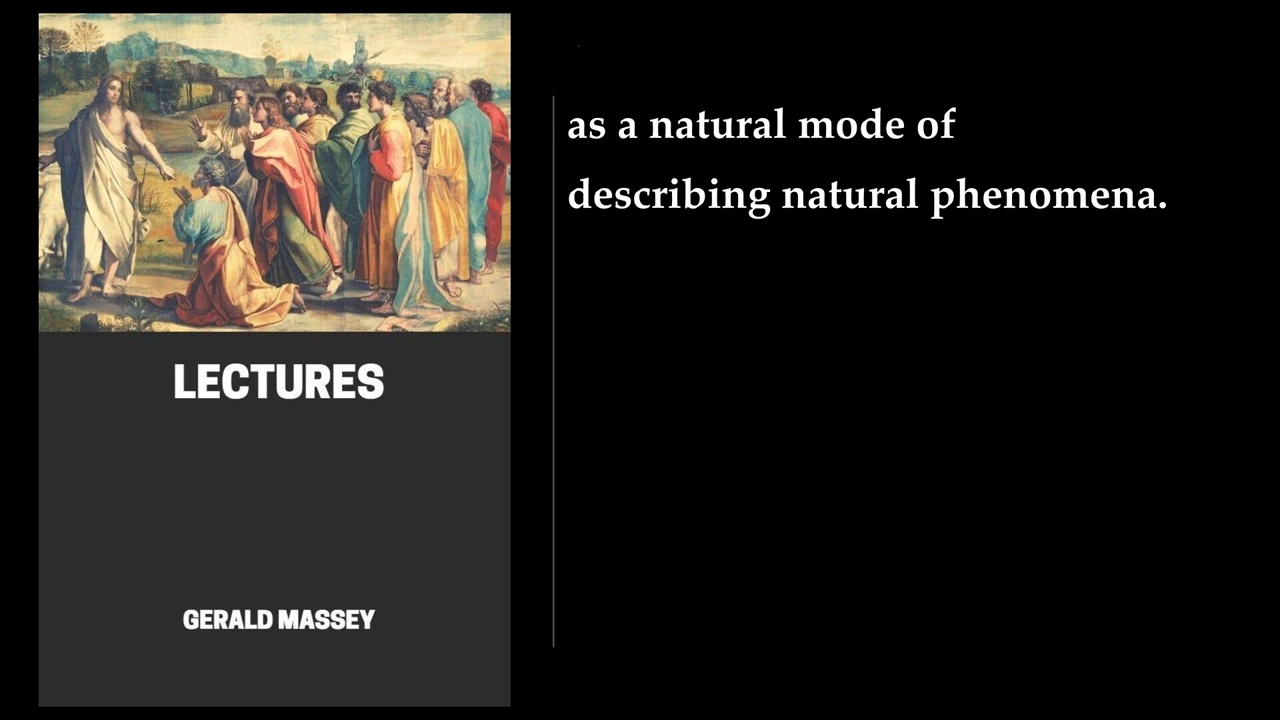 LECTURES
GERALD MASSEY
as a natural mode of
describing natural phenomena.